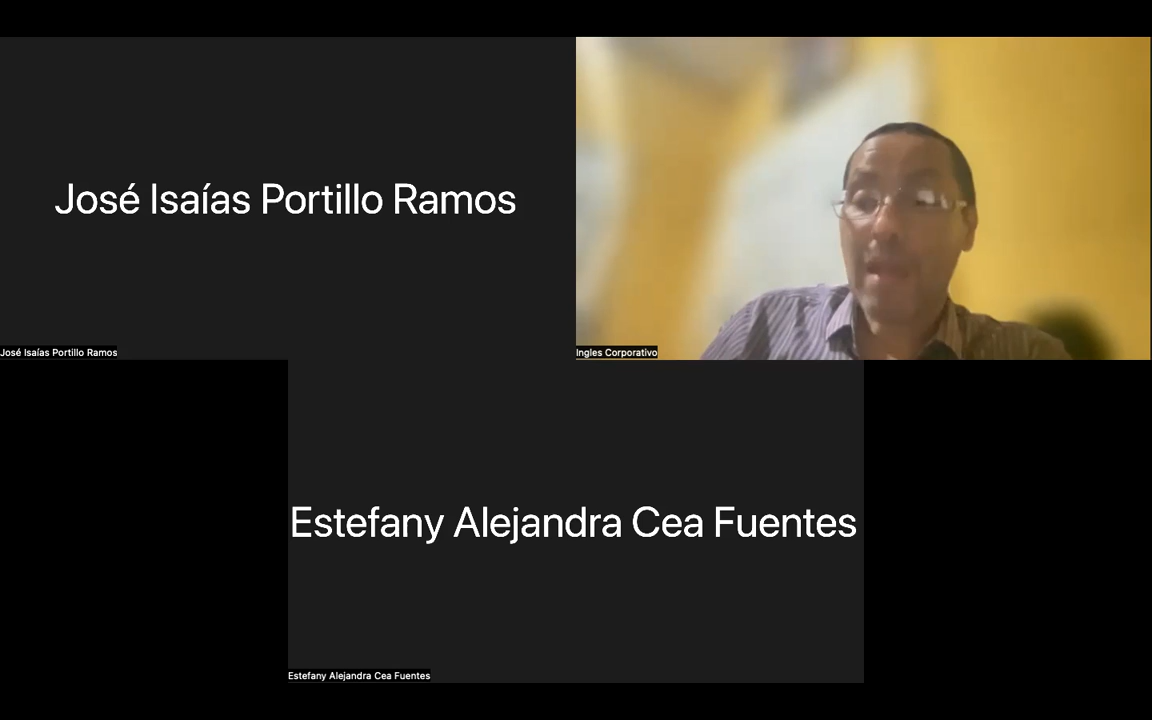 José Isaías Portillo Ramos
José Isaías Portillo Ramos
Ingles Corporativo
Estefany Alejandra Cea Fuentes
Estefany Alejandra Cea Fuentes